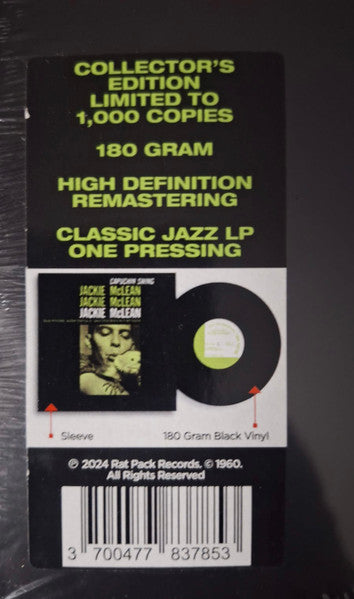 COLLECTOR'S
EDITION
LIMITED TO
1,000 COPIES
180 GRAM
HIGH DEFINITION
REMASTERING
CLASSIC JAZZ LP
ONE PRESSING
CAPUCHIN SWING
JACKIE McLEAN
JACKIE McLEAN
JACKIE McLEAN
Sleeve
180 Gram Black Vinyl
℗ 2024 Rat Pack Records. © 1960.
All Rights Reserved
3 700477 837853